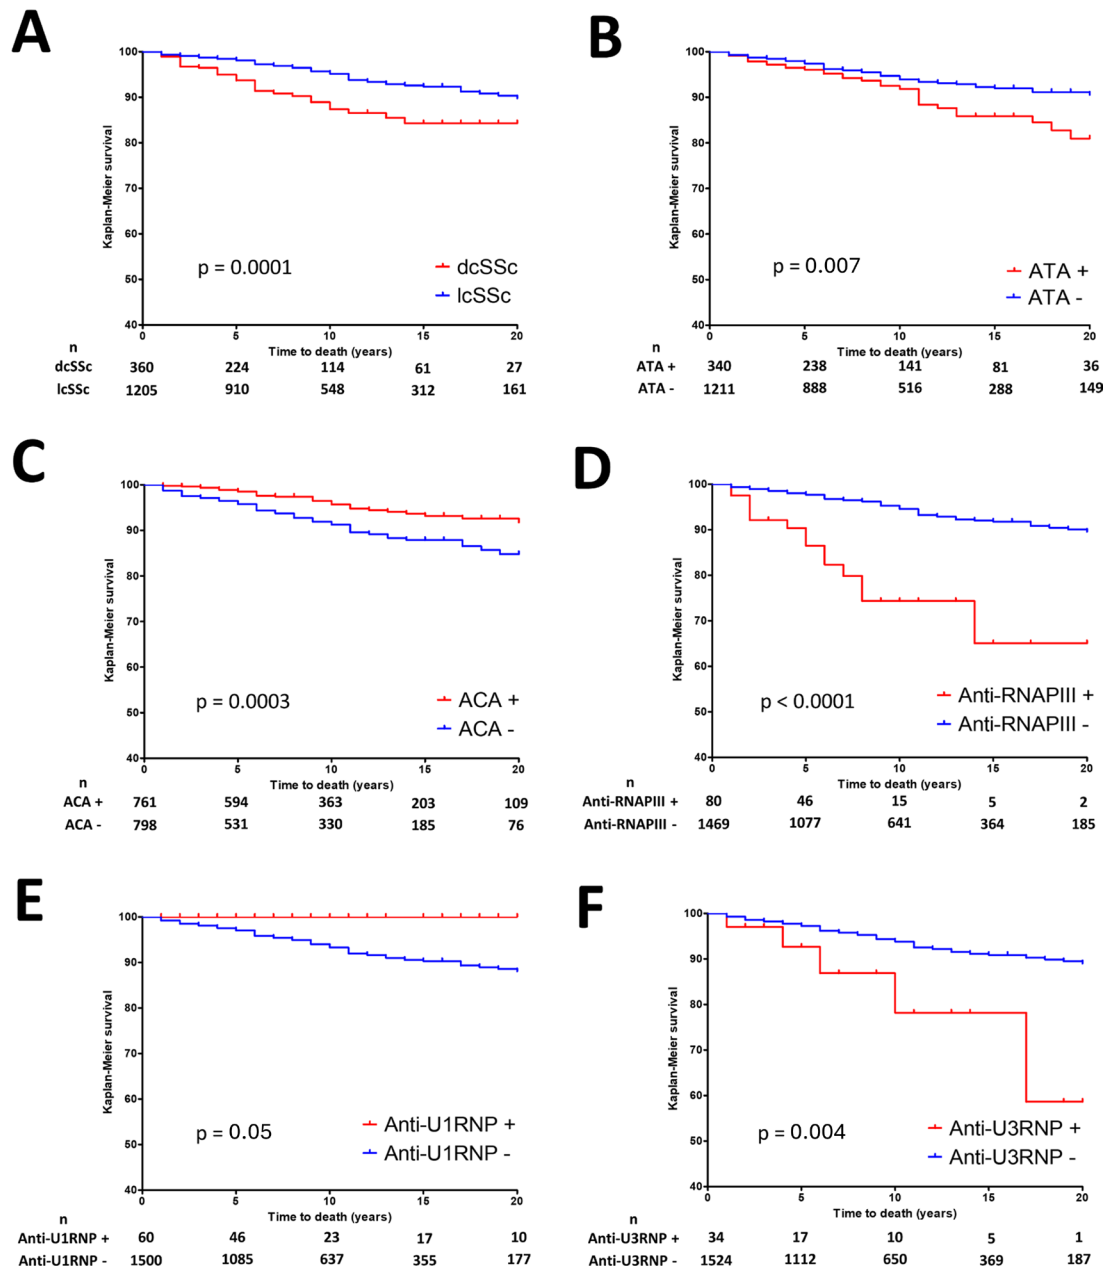 A
100
90
80
70
60
50
40
Kaplan-Meier survival
p = 0.0001
dcSSc
lcSSc
0 5 10 15 20
Time to death (years)
n
dcSSc 360 224 114 61 27
lcSSc 1205 910 548 312 161
B
100
90
80
70
60
50
40
Kaplan-Meier survival
p = 0.007
ATA +
ATA -
0 5 10 15 20
Time to death (years)
n
ATA + 340 238 141 81 36
ATA - 1211 888 516 288 149
C
100
90
80
70
60
50
40
Kaplan-Meier survival
p = 0.0003
ACA +
ACA -
0 5 10 15 20
Time to death (years)
n
ACA + 761 594 363 203 109
ACA - 798 531 330 185 76
D
100
90
80
70
60
50
40
Kaplan-Meier survival
p < 0.0001
Anti-RNAPIII +
Anti-RNAPIII -
0 5 10 15 20
Time to death (years)
n
Anti-RNAPIII + 80 46 15 5 2
Anti-RNAPIII - 1469 1077 641 364 185
E
100
90
80
70
60
50
40
Kaplan-Meier survival
p = 0.05
Anti-U1RNP +
Anti-U1RNP -
0 5 10 15 20
Time to death (years)
n
Anti-U1RNP + 60 46 23 17 10
Anti-U1RNP - 1500 1085 637 355 177
F
100
90
80
70
60
50
40
Kaplan-Meier survival
p = 0.004
Anti-U3RNP +
Anti-U3RNP -
0 5 10 15 20
Time to death (years)
n
Anti-U3RNP + 34 17 10 5 1
Anti-U3RNP - 1524 1112 650 369 187